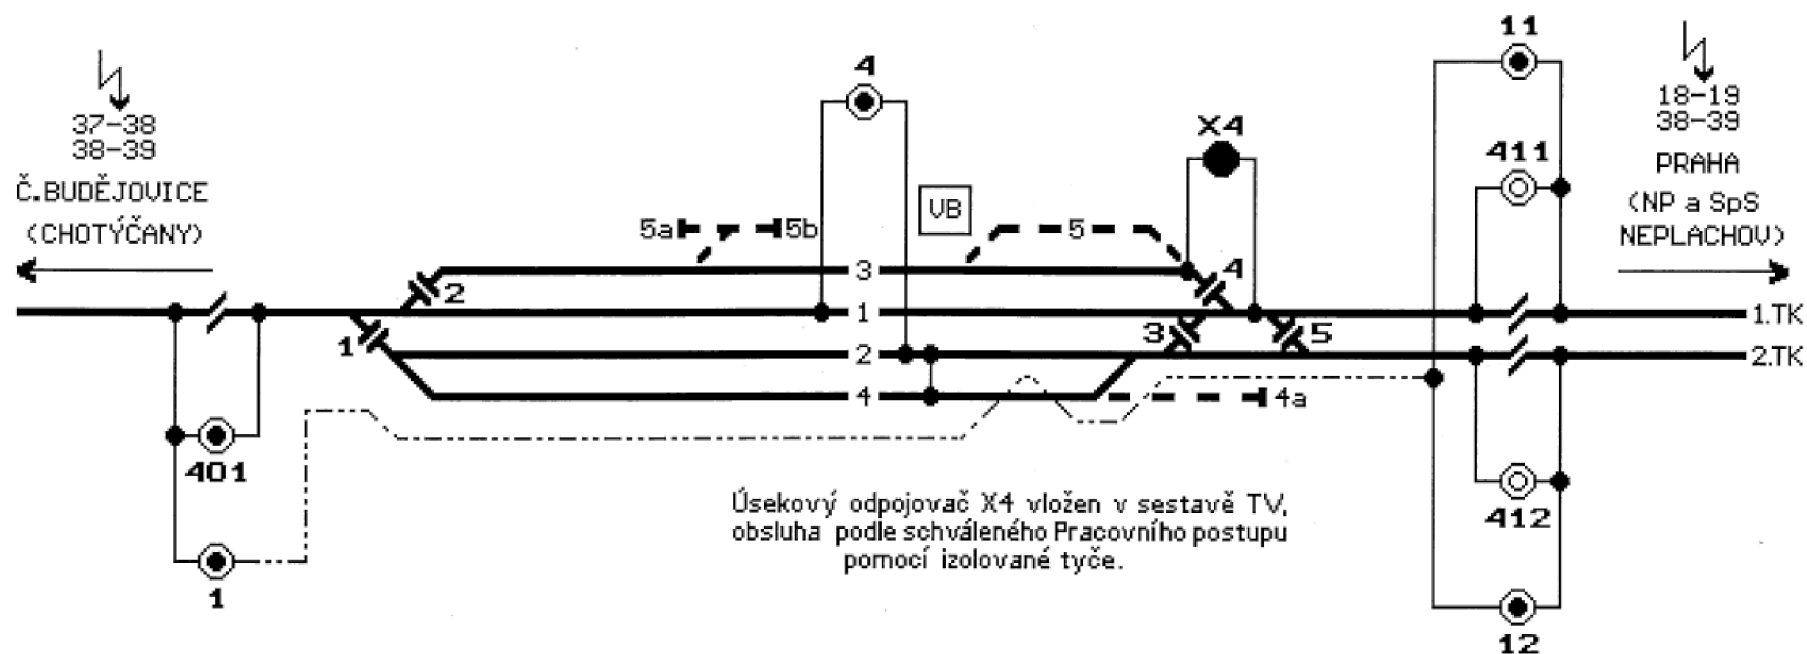 11
4
37-38
38-39
X4
18-19
38-39
411
PRAHA
Č.BUDĚJOVICE
(CHOTÝČANY)
VB
(NP a SpS
NEPLACHOV)
5a
5b
5
3
4
2
1
1.TK
1
3
5
2
2.TK
4
4a
401
Úsekový odpojovač X4 vložen v sestavě TV,
obsluha podle schváleného Pracovního postupu
pomocí izolované tyče.
412
1
12